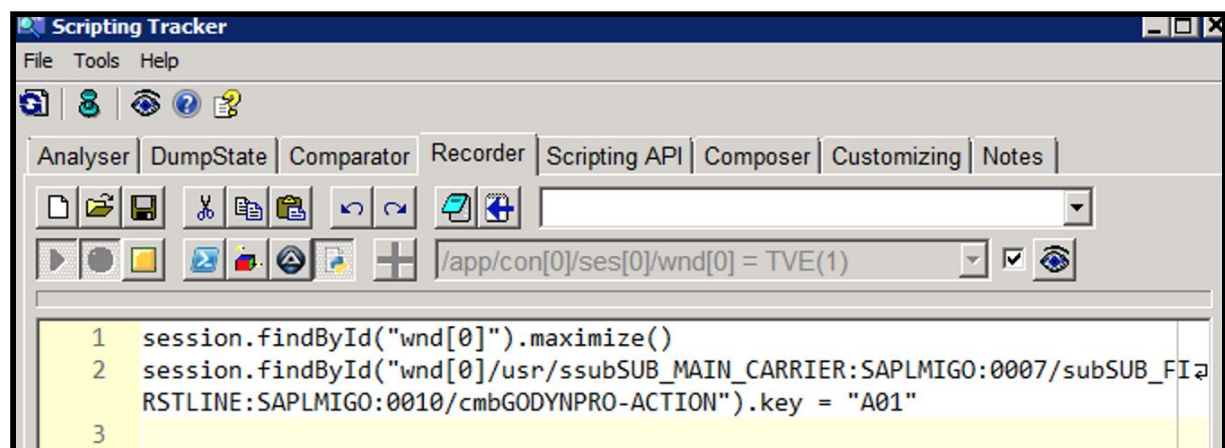 Scripting Tracker
File Tools Help
Analyser DumpState Comparator Recorder Scripting API Composer Customizing Notes
/app/con[0]/ses[0]/wnd[0] = TVE(1)
1 session.findById("wnd[0]").maximize()
2 session.findById("wnd[0]/usr/ssubSUB_MAIN_CARRIER:SAPLMIGO:0007/subSUB_FI
RSTLINE:SAPLMIGO:0010/cmbGODYNPRO-ACTION").key = "A01"
3